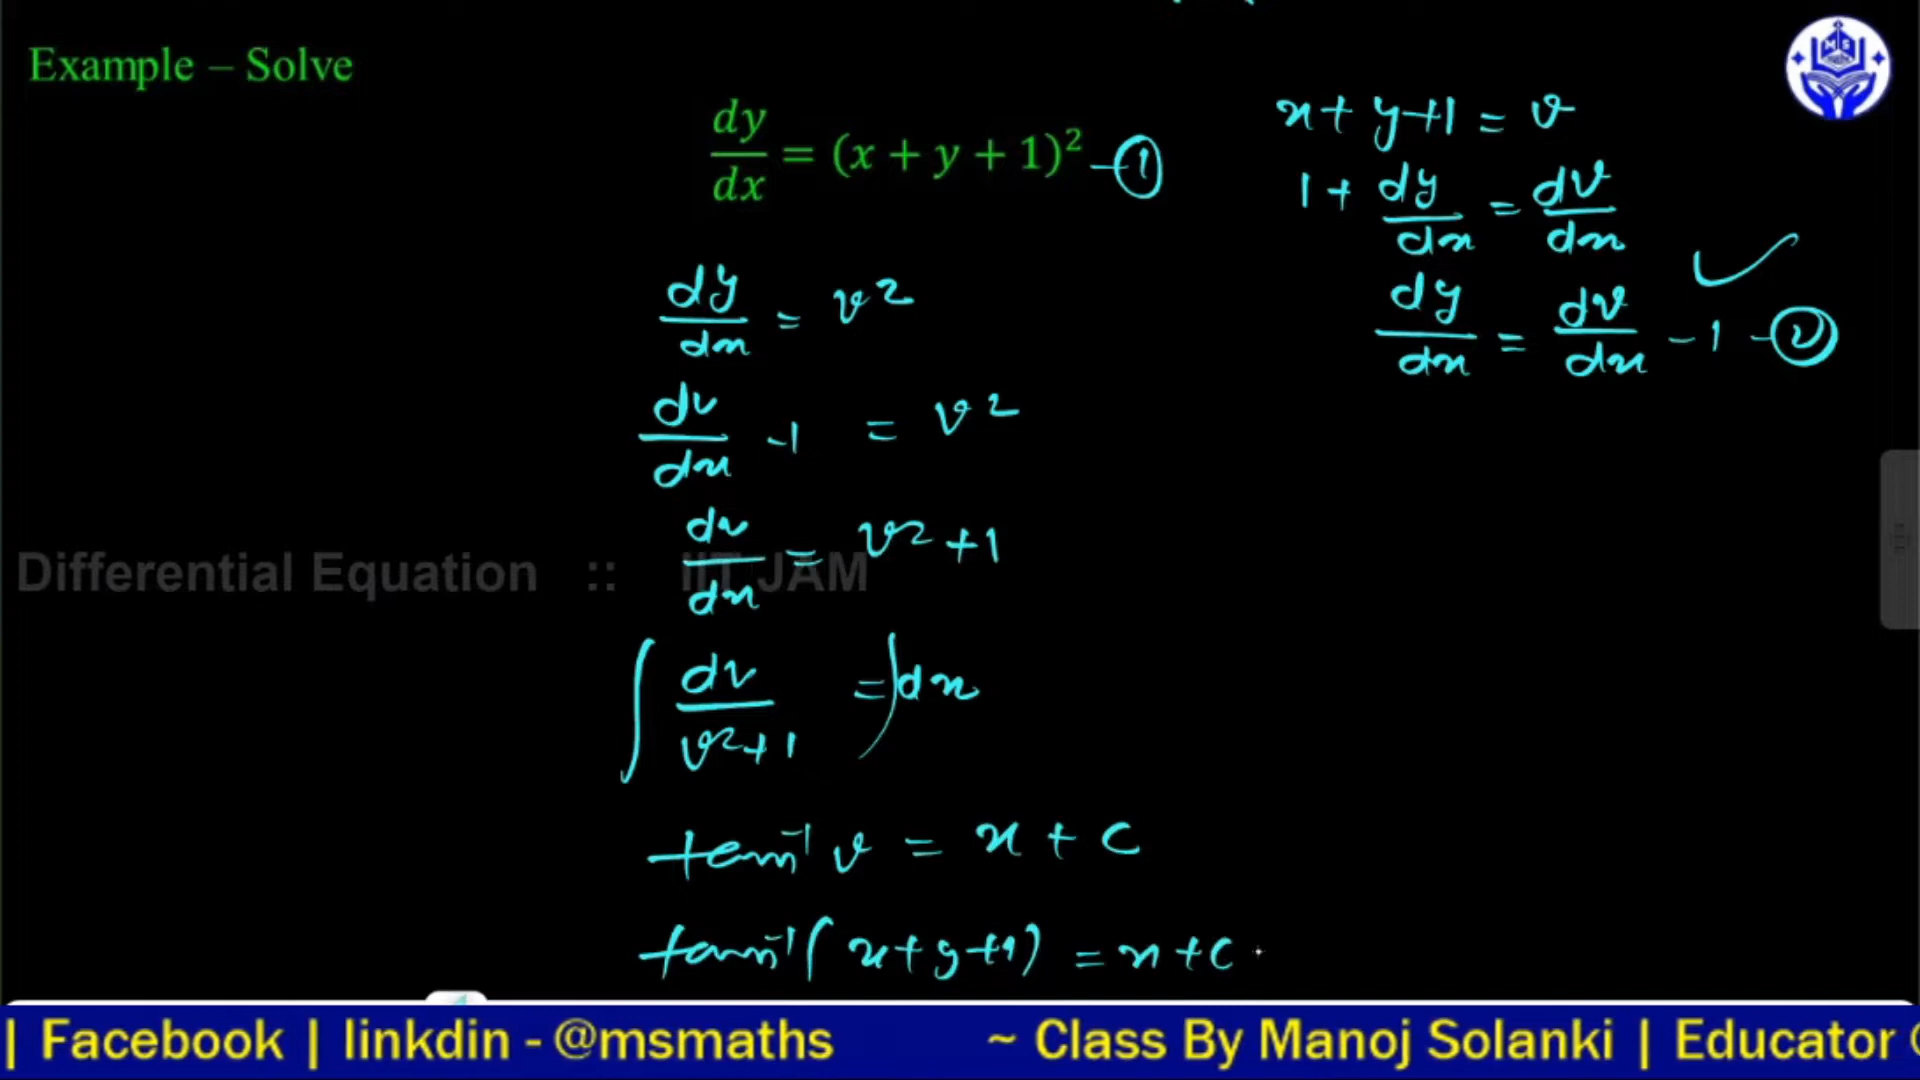 Example – Solve
dy/dx = (x + y + 1)² – ①
x + y + 1 = v
1 + dy/dx = dv/dx
dy/dx = dv/dx – 1 – ②
dy/dx = v²
dv/dx – 1 = v²
dv/dx = v² + 1
Differential Equation :: IIT JAM
∫ dv/v²+1 = ∫dx
tan⁻¹ v = x + c
tan⁻¹(x + y + 1) = x + c.
| Facebook | linkdin - @msmaths ~ Class By Manoj Solanki | Educator